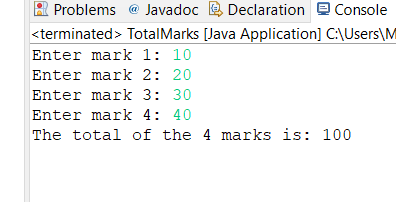 Problems @ Javadoc Declaration Console
<terminated> TotalMarks [Java Application] C:\Users\M
Enter mark 1: 10
Enter mark 2: 20
Enter mark 3: 30
Enter mark 4: 40
The total of the 4 marks is: 100